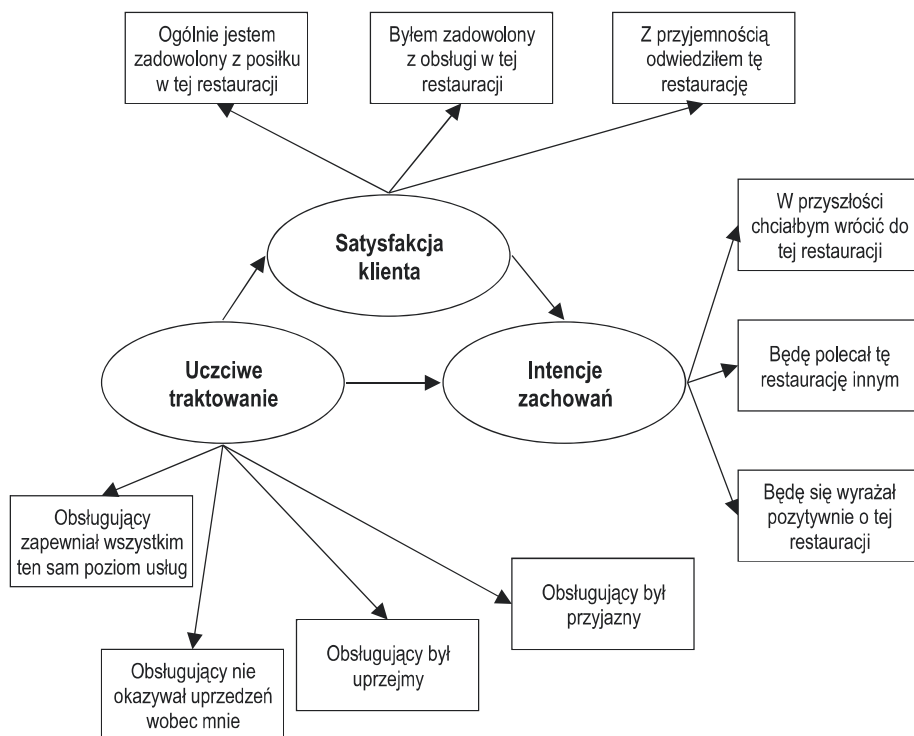 Ogólnie jestem
zadowolony z posiłku
w tej restauracji
Byłem zadowolony
z obsługi w tej
restauracji
Z przyjemnością
odwiedziłem tę
restaurację
Satysfakcja
klienta
W przyszłości
chciałbym wrócić do
tej restauracji
Uczciwe
traktowanie
Intencje
zachowań
Będę polecał tę
restaurację innym
Będę się wyrażał
pozytywnie o tej
restauracji
Obsługujący
zapewniał wszystkim
ten sam poziom usług
Obsługujący nie
okazywał uprzedzeń
wobec mnie
Obsługujący był
uprzejmy
Obsługujący był
przyjazny